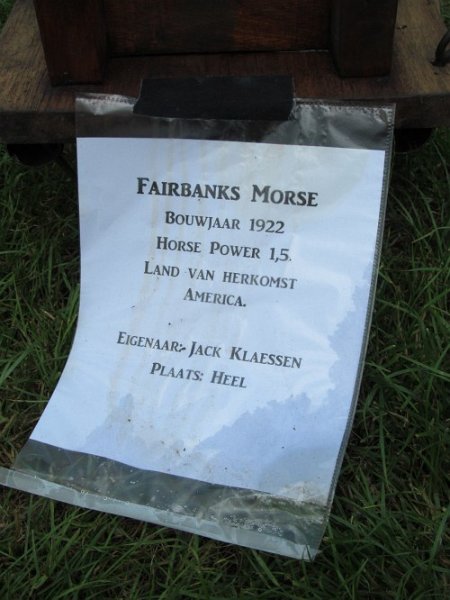 Fairbanks Morse
Bouwjaar 1922
Horse Power 1,5.
Land van herkomst
America.
Eigenaar:- Jack Klaessen
Plaats: Heel